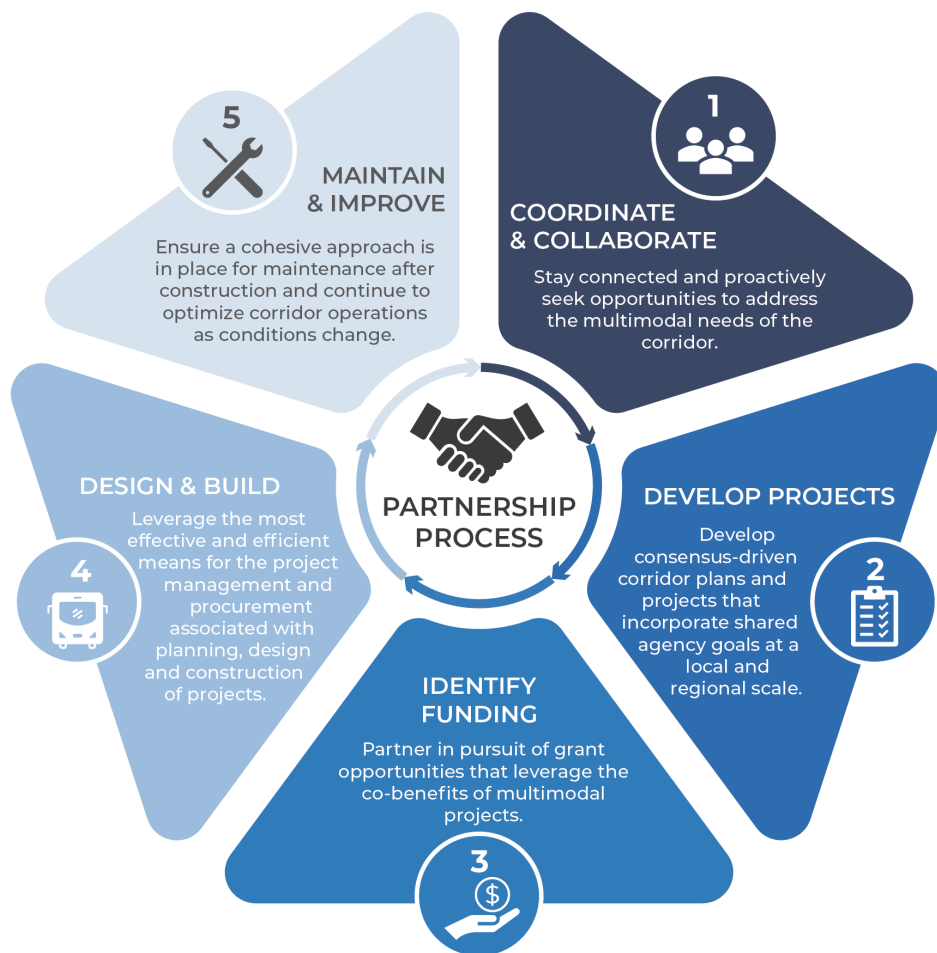 PARTNERSHIP
PROCESS
1
COORDINATE
& COLLABORATE
Stay connected and proactively
seek opportunities to address
the multimodal needs of the
corridor.
2
DEVELOP PROJECTS
Develop
consensus-driven
corridor plans and
projects that
incorporate shared
agency goals at a
local and
regional scale.
3
IDENTIFY
FUNDING
Partner in pursuit of grant
opportunities that leverage the
co-benefits of multimodal
projects.
$
4
DESIGN & BUILD
Leverage the most
effective and efficient
means for the project
management and
procurement
associated with
planning, design
and construction
of projects.
5
MAINTAIN
& IMPROVE
Ensure a cohesive approach is
in place for maintenance after
construction and continue to
optimize corridor operations
as conditions change.